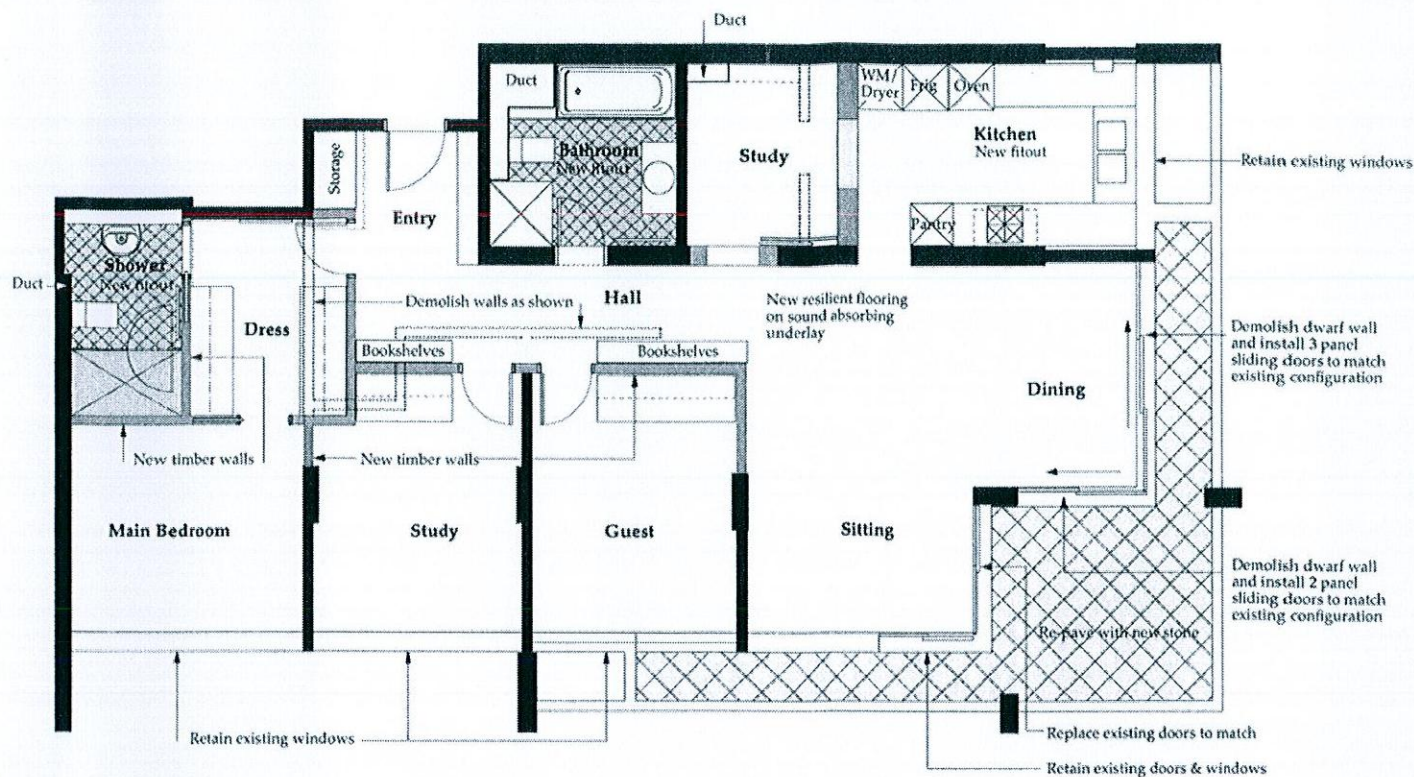 Duct
Duct
WM/
Dryer
Frig
Oven
Kitchen
New fitout
Bathroom
New fitout
Study
Retain existing windows
Storage
Entry
Pantry
Shower
New fitout
Duct
Dress
Demolish walls as shown
Hall
New resilient flooring
on sound absorbing
underlay
Bookshelves
Bookshelves
Dining
Demolish dwarf wall
and install 3 panel
sliding doors to match
existing configuration
New timber walls
New timber walls
Main Bedroom
Study
Guest
Sitting
Demolish dwarf wall
and install 2 panel
sliding doors to match
existing configuration
Re-pave with new stone
Retain existing windows
Replace existing doors to match
Retain existing doors & windows